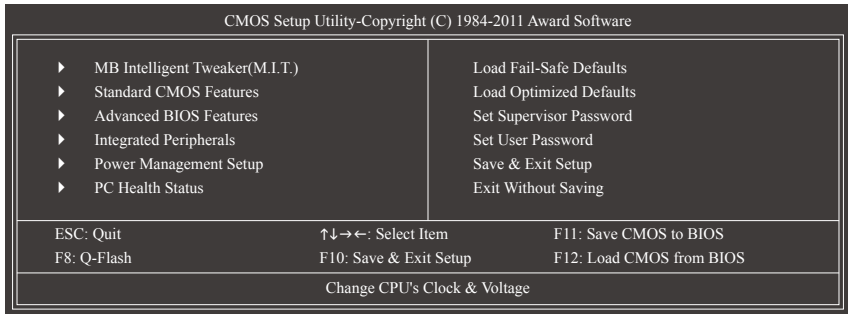 CMOS Setup Utility-Copyright (C) 1984-2011 Award Software
MB Intelligent Tweaker(M.I.T.)
Standard CMOS Features
Advanced BIOS Features
Integrated Peripherals
Power Management Setup
PC Health Status
Load Fail-Safe Defaults
Load Optimized Defaults
Set Supervisor Password
Set User Password
Save & Exit Setup
Exit Without Saving
ESC: Quit ↑↓→←: Select Item F11: Save CMOS to BIOS
F8: Q-Flash F10: Save & Exit Setup F12: Load CMOS from BIOS
Change CPU's Clock & Voltage